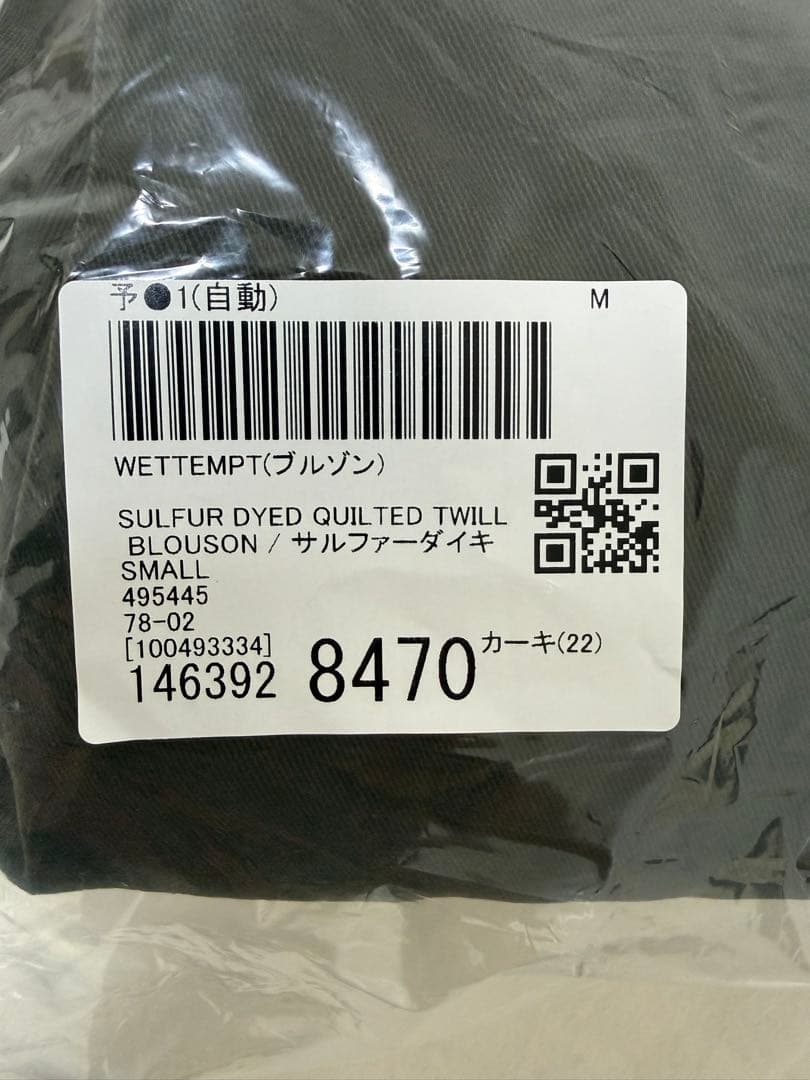 予●1(自動) M
WETTEMPT(ブルゾン)
SULFUR DYED QUILTED TWILL
BLOUSON / サルファーダイキ
SMALL
495445
78-02
[100493334]
146392 8470 カーキ(22)